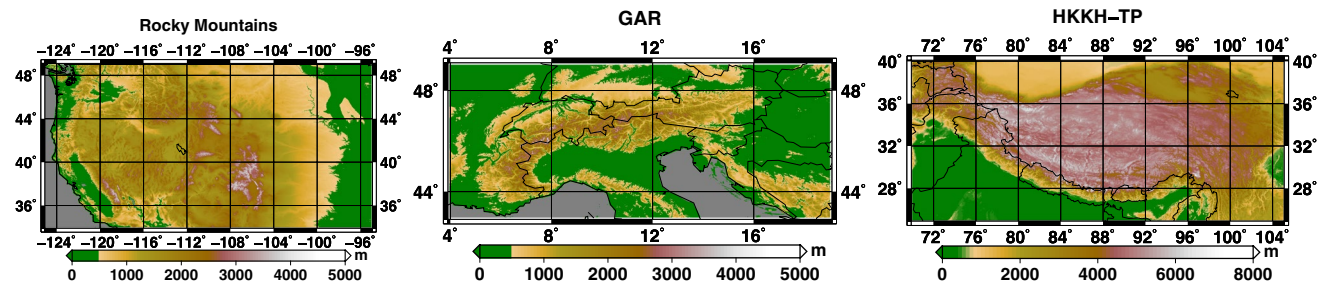 Rocky Mountains
−124° −120° −116° −112° −108° −104° −100° −96°
48° 48°
44° 44°
40° 40°
36° 36°
−124° −120° −116° −112° −108° −104° −100° −96°
0 1000 2000 3000 4000 5000 m
GAR
4° 8° 12° 16°
48° 48°
44° 44°
4 8 12 16
0 1000 2000 3000 4000 5000 m
HKKH−TP
72° 76° 80° 84° 88° 92° 96° 100° 104°
40° 40°
36° 36°
32° 32°
28° 28°
72° 76° 80° 84° 88° 92° 96° 100° 104°
0 2000 4000 6000 8000 m